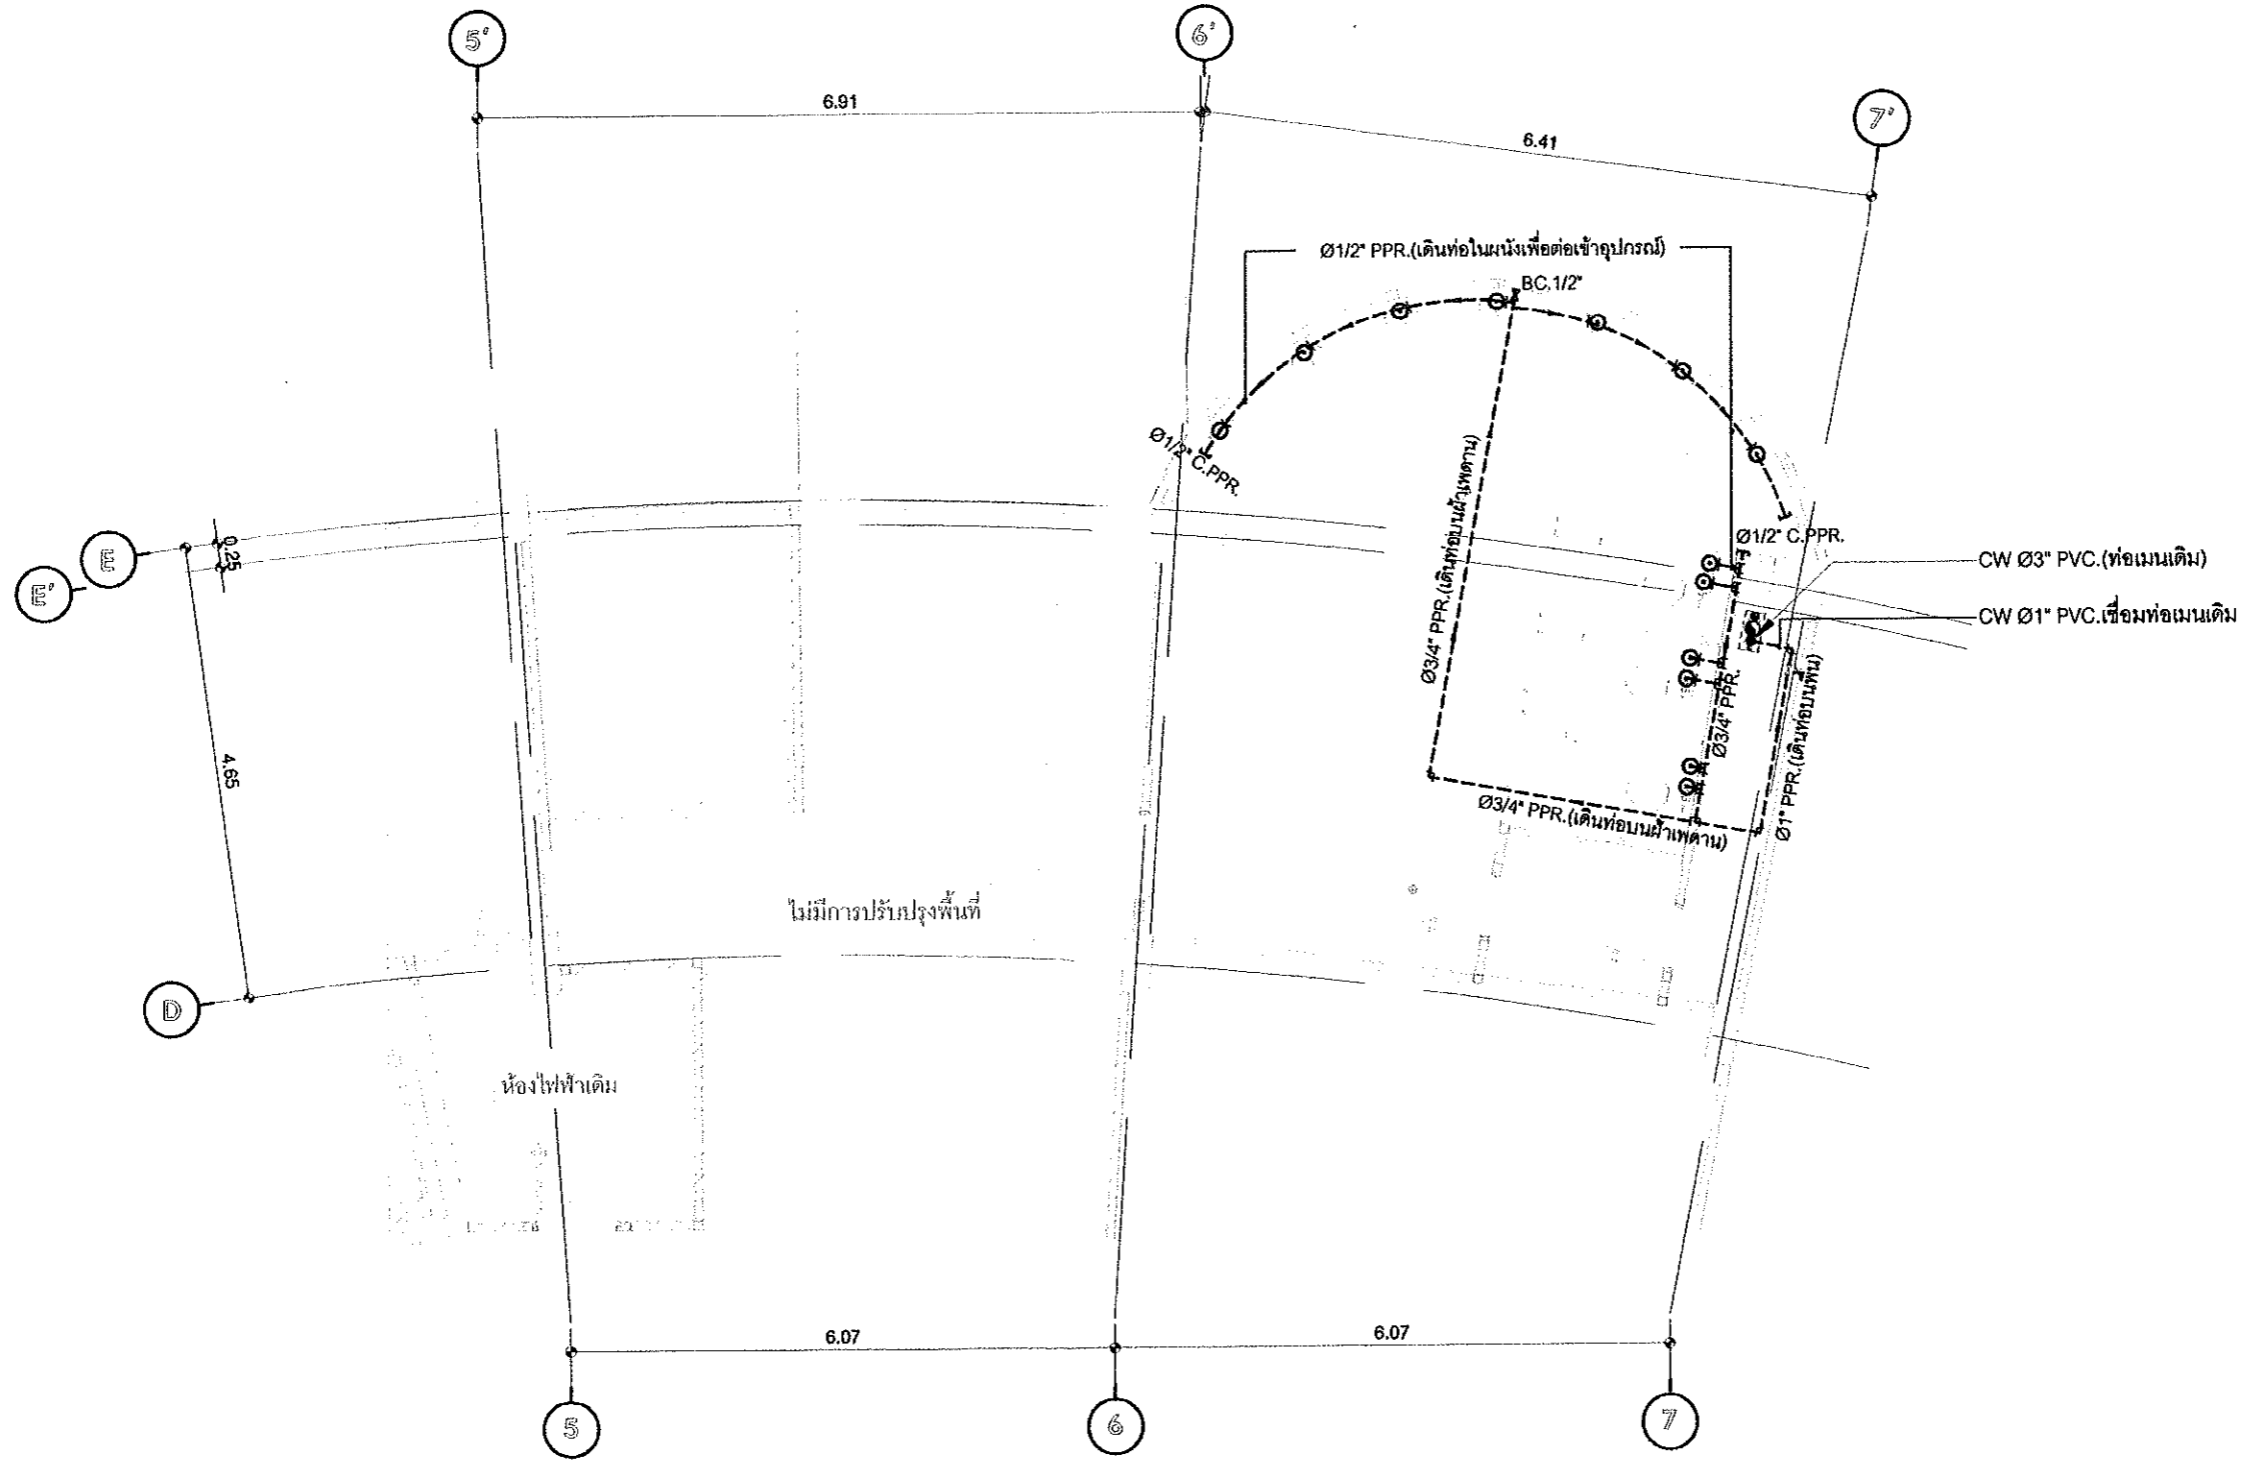 5'
6'
7'
6.91
6.41
Ø1/2" PPR.(เดินท่อในผนังเพื่อต่อเข้าอุปกรณ์)
BC.1/2"
Ø1/2" C.PPR.
Ø3/4" PPR.(เดินท่อบนฝ้าเพดาน)
Ø1/2" C.PPR.
CW Ø3" PVC.(ท่อเมนเดิม)
CW Ø1" PVC.เชื่อมท่อเมนเดิม
E
E'
0.25
4.65
Ø3/4" PPR.
Ø1" PPR.(เดินท่อบนพื้น)
Ø3/4" PPR.(เดินท่อบนฝ้าเพดาน)
ไม่มีการปรับปรุงพื้นที่
D
ห้องไฟฟ้าเดิม
6.07
6.07
5
6
7